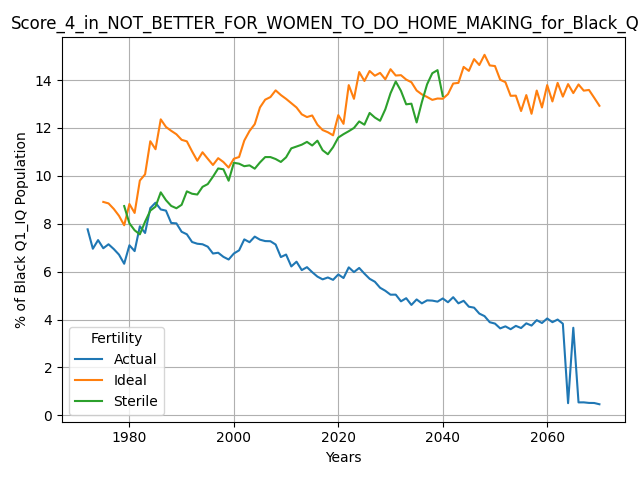 Score_4_in_NOT_BETTER_FOR_WOMEN_TO_DO_HOME_MAKING_for_Black_Q
14
12
10
8
6
4
2
0
% of Black Q1_IQ Population
Fertility
Actual
Ideal
Sterile
1980 2000 2020 2040 2060
Years